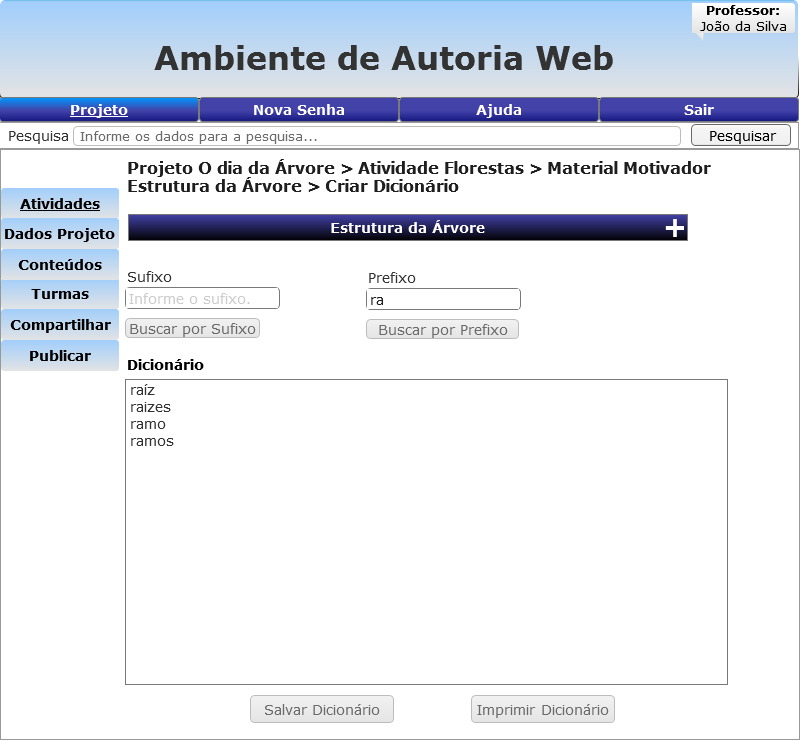 Professor:
João da Silva
Ambiente de Autoria Web
Projeto Nova Senha Ajuda Sair
Pesquisa Informe os dados para a pesquisa... Pesquisar
Projeto O dia da Árvore > Atividade Florestas > Material Motivador
Estrutura da Árvore > Criar Dicionário
Atividades
Dados Projeto
Conteúdos
Turmas
Compartilhar
Publicar
Estrutura da Árvore +
Sufixo Prefixo
Informe o sufixo. ra
Buscar por Sufixo Buscar por Prefixo
Dicionário
raíz
raizes
ramo
ramos
Salvar Dicionário Imprimir Dicionário